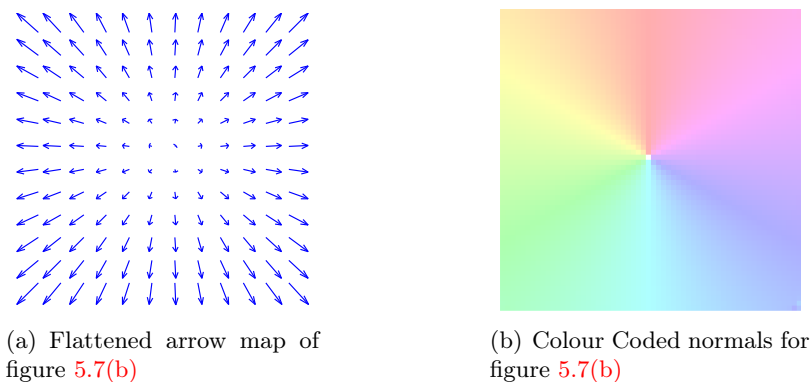 (a) Flattened arrow map of
figure 5.7(b)
(b) Colour Coded normals for
figure 5.7(b)